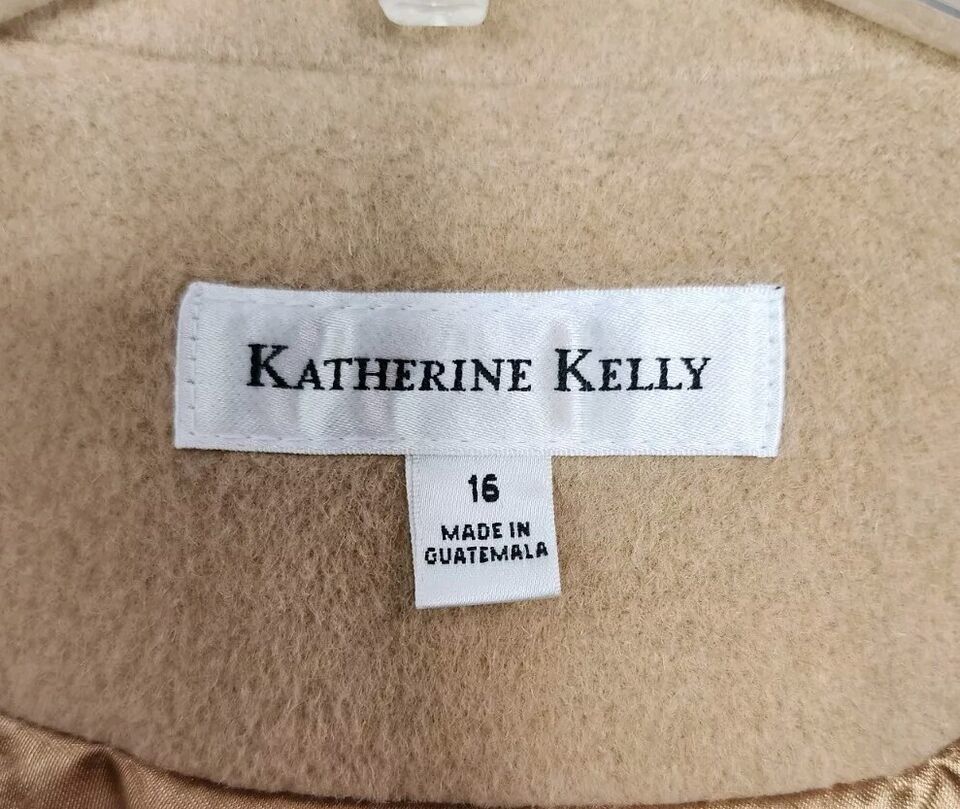 KATHERINE KELLY
16
MADE IN
GUATEMALA